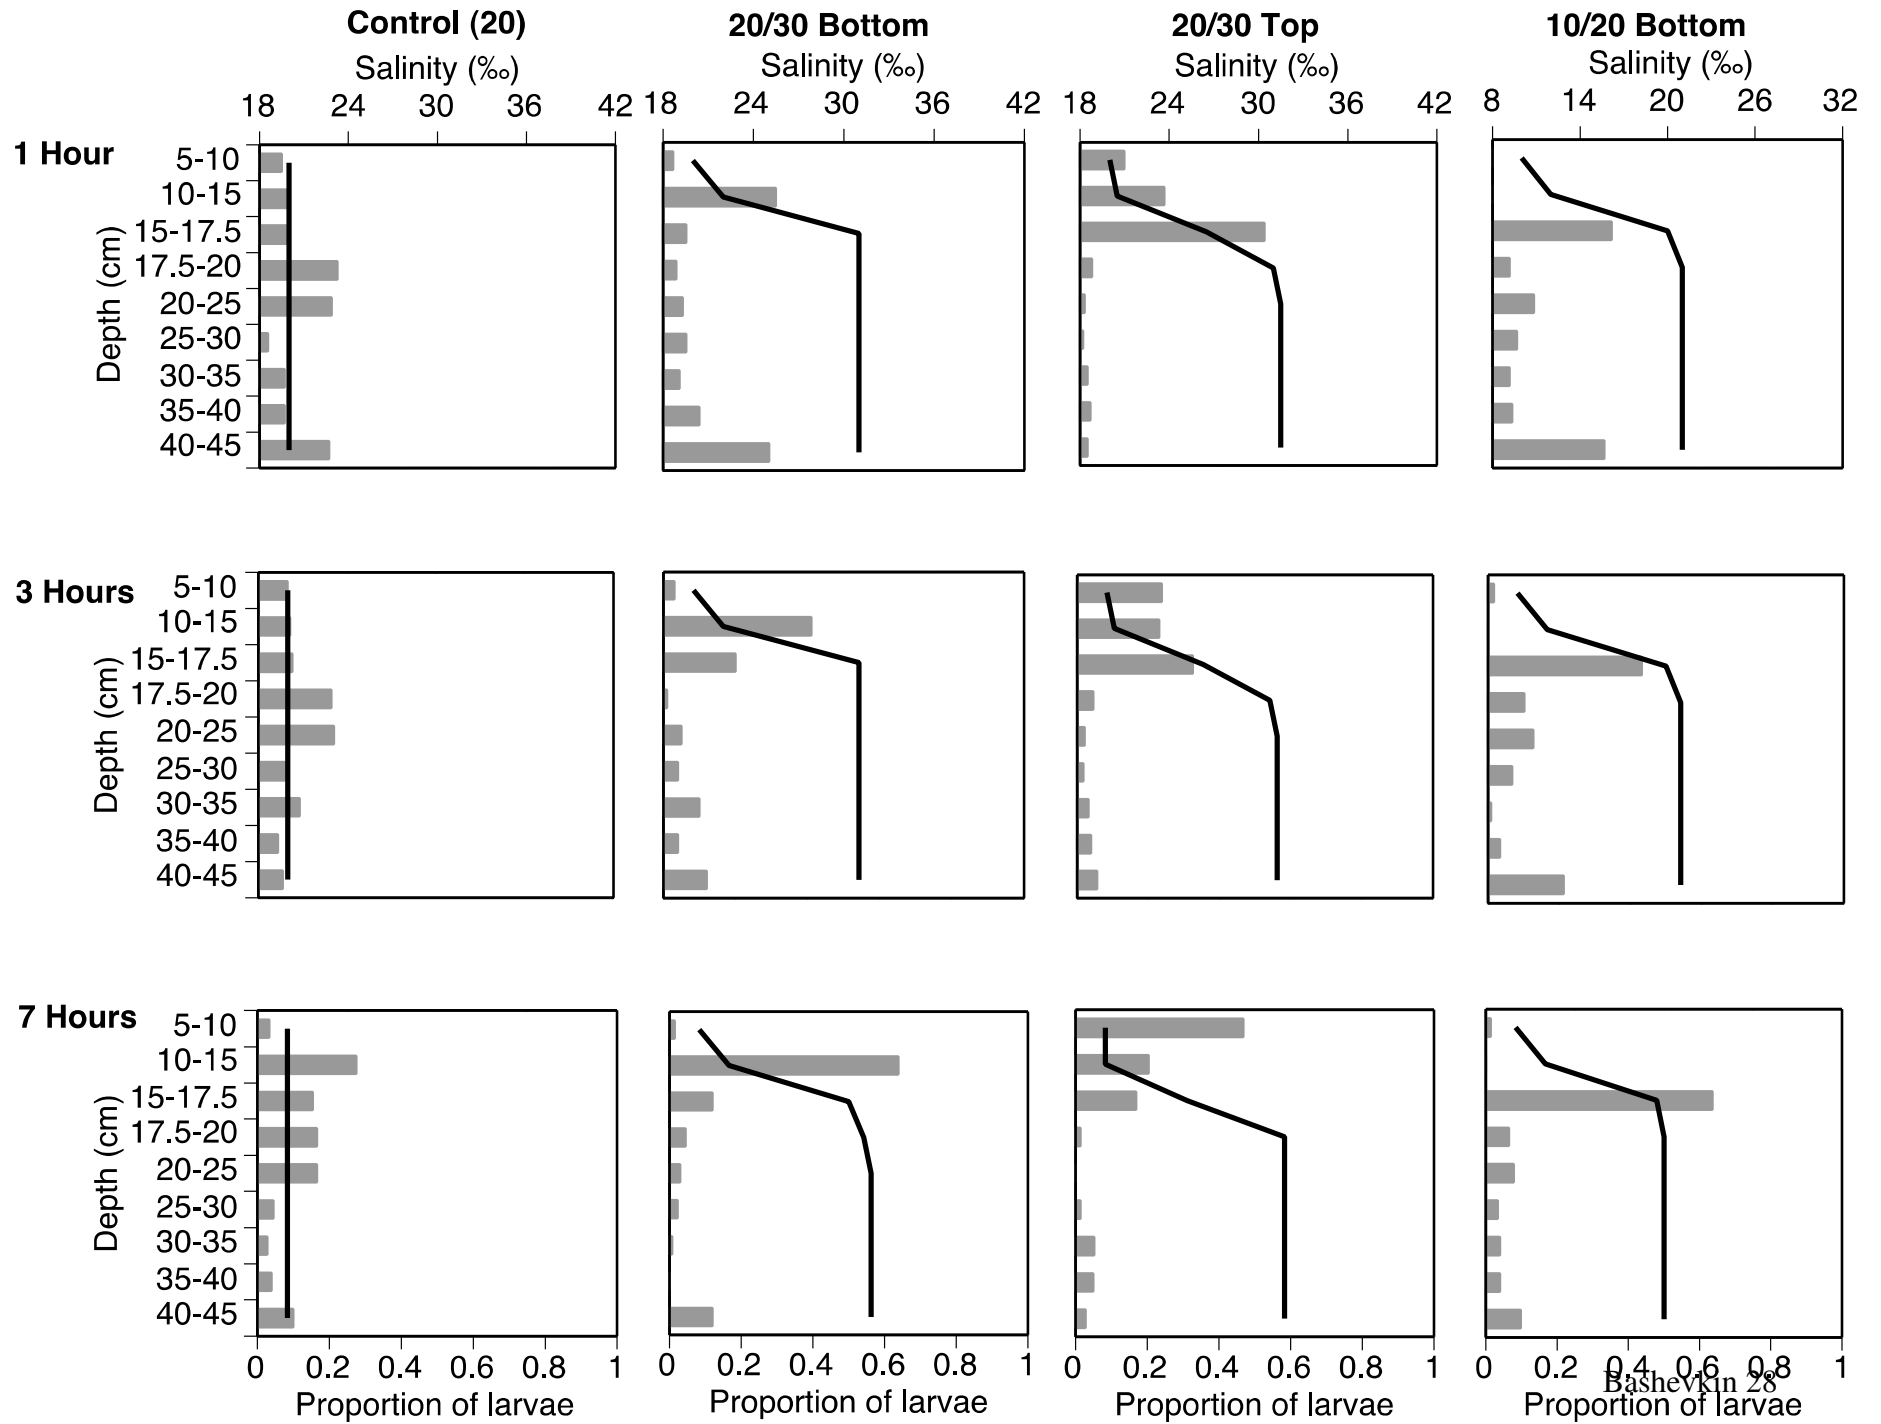 Control (20) 20/30 Bottom 20/30 Top 10/20 Bottom
Salinity (‰) Salinity (‰) Salinity (‰) Salinity (‰)
18 24 30 36 42 18 24 30 36 42 18 24 30 36 42 8 14 20 26 32
1 Hour
Depth (cm)
5-10
10-15
15-17.5
17.5-20
20-25
25-30
30-35
35-40
40-45
3 Hours
Depth (cm)
5-10
10-15
15-17.5
17.5-20
20-25
25-30
30-35
35-40
40-45
7 Hours
Depth (cm)
5-10
10-15
15-17.5
17.5-20
20-25
25-30
30-35
35-40
40-45
0 0.2 0.4 0.6 0.8 1 0 0.2 0.4 0.6 0.8 1 0 0.2 0.4 0.6 0.8 1 0 0.2 0.4 0.6 0.8 1
Bashevkin 28
Proportion of larvae Proportion of larvae Proportion of larvae Proportion of larvae